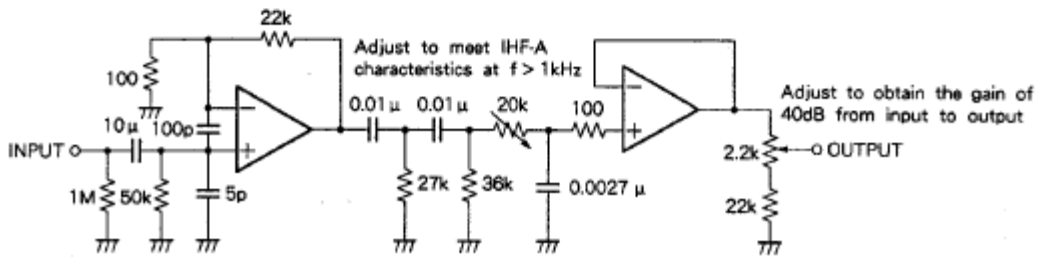 22k
Adjust to meet IHF-A
characteristics at f > 1kHz
100
Adjust to obtain the gain of
40dB from input to output
0.01 μ
0.01 μ
20k
100
10μ
100p
INPUT
2.2k
OUTPUT
1M
50k
5p
27k
36k
0.0027 μ
22k